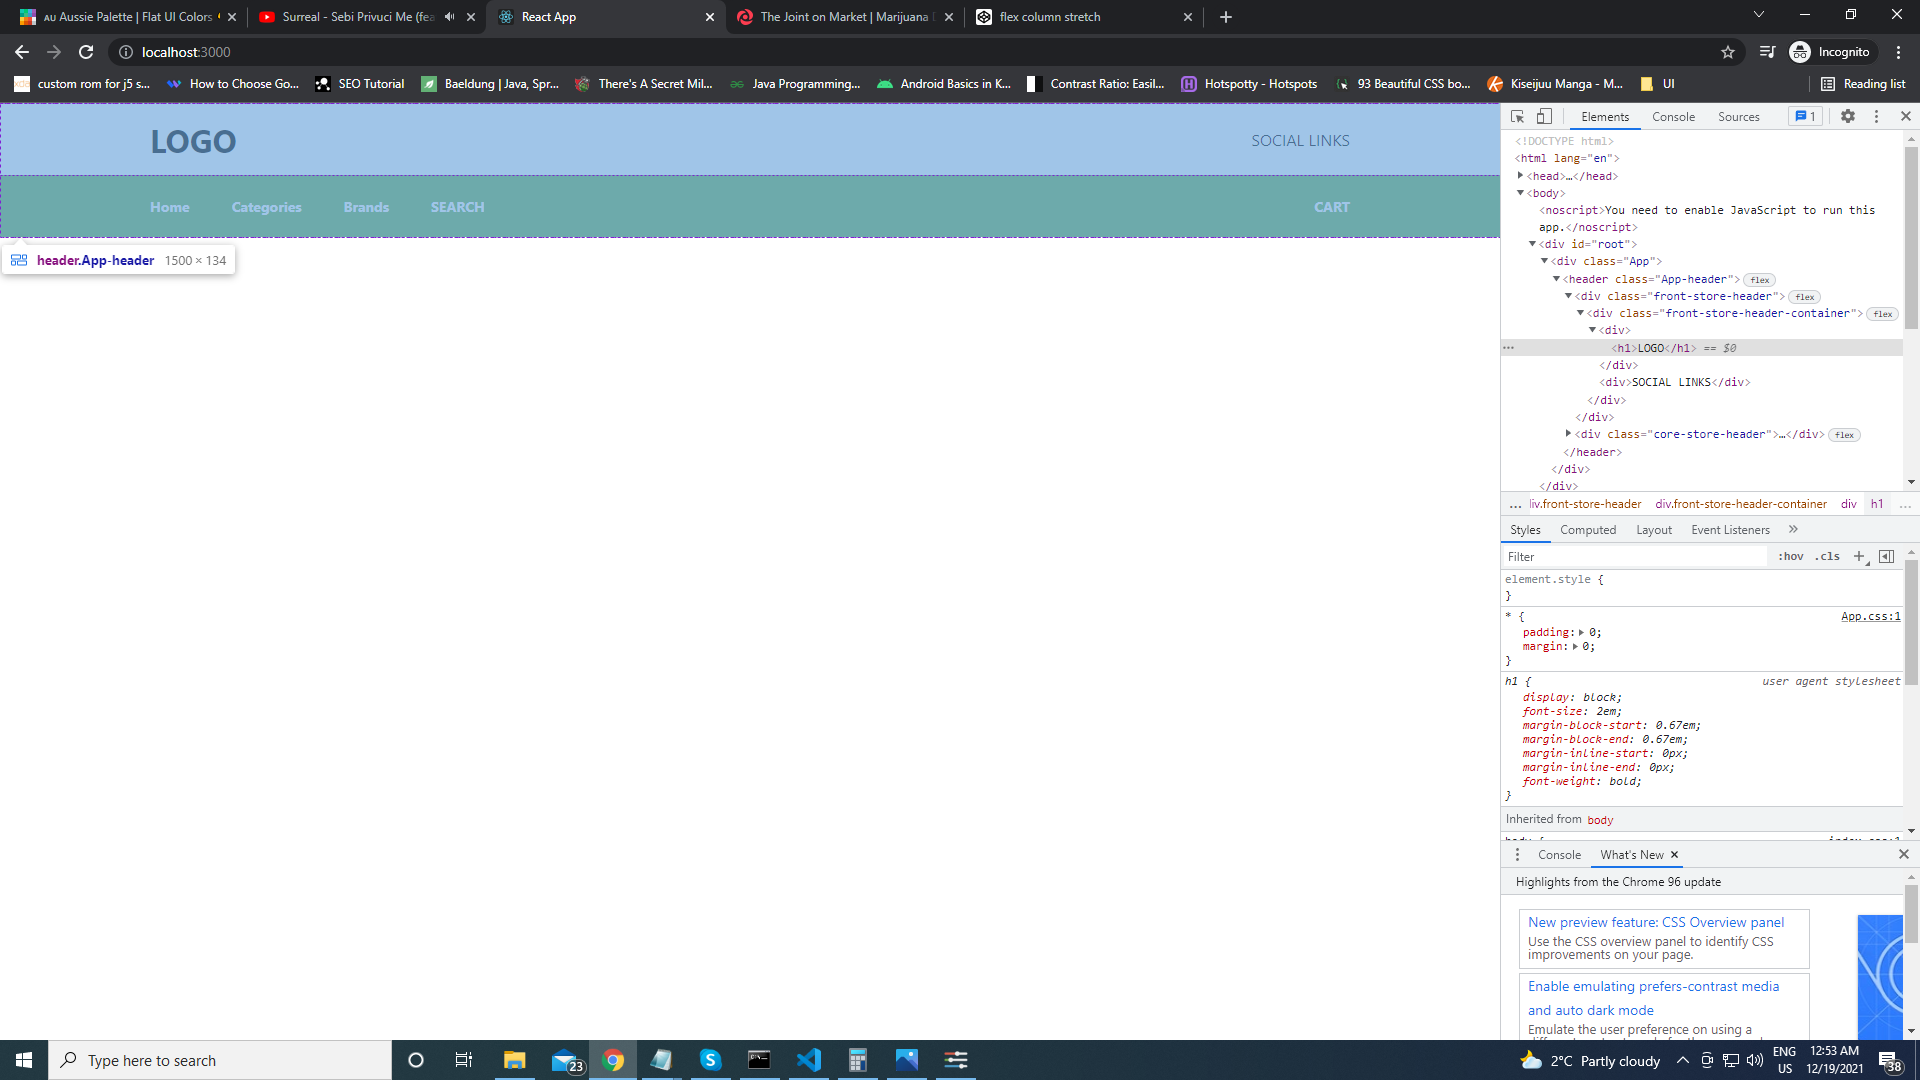 AU Aussie Palette | Flat UI Colors
Surreal - Sebi Privuci Me (fea
React App
The Joint on Market | Marijuana D
flex column stretch
localhost:3000
Incognito
custom rom for j5 s...
How to Choose Go...
SEO Tutorial
Baeldung | Java, Spr...
There's A Secret Mil...
Java Programming...
Android Basics in K...
Contrast Ratio: Easil...
Hotspotty - Hotspots
93 Beautiful CSS bo...
Kiseijuu Manga - M...
UI
Reading list
LOGO
SOCIAL LINKS
Home
Categories
Brands
SEARCH
CART
header.App-header 1500 × 134
Elements
Console
Sources
1
<!DOCTYPE html>
<html lang="en">
<head>…</head>
<body>
<noscript>You need to enable JavaScript to run this
app.</noscript>
<div id="root">
<div class="App">
<header class="App-header"> flex
<div class="front-store-header"> flex
<div class="front-store-header-container"> flex
<div>
<h1>LOGO</h1> == $0
</div>
<div>SOCIAL LINKS</div>
</div>
</div>
<div class="core-store-header">…</div> flex
</header>
</div>
</div>
... iv.front-store-header div.front-store-header-container div h1 ...
Styles
Computed
Layout
Event Listeners
Filter
:hov .cls
element.style {
}
* { App.css:1
padding: 0;
margin: 0;
}
h1 { user agent stylesheet
display: block;
font-size: 2em;
margin-block-start: 0.67em;
margin-block-end: 0.67em;
margin-inline-start: 0px;
margin-inline-end: 0px;
font-weight: bold;
}
Inherited from body
body { index.css:1
Console
What's New
Highlights from the Chrome 96 update
New preview feature: CSS Overview panel
Use the CSS overview panel to identify CSS
improvements on your page.
Enable emulating prefers-contrast media
and auto dark mode
Emulate the user preference on using a
Type here to search
23
2°C Partly cloudy
ENG
US
12:53 AM
12/19/2021
38